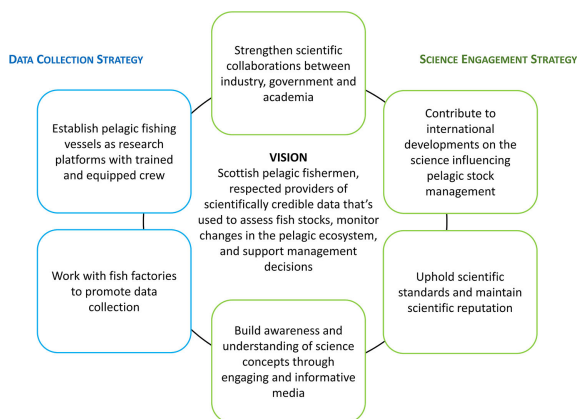 DATA COLLECTION STRATEGY
SCIENCE ENGAGEMENT STRATEGY
Strengthen scientific
collaborations between
industry, government and
academia
Establish pelagic fishing
vessels as research
platforms with trained
and equipped crew
Contribute to
international
developments on the
science influencing
pelagic stock
management
VISION
Scottish pelagic fishermen,
respected providers of
scientifically credible data that's
used to assess fish stocks, monitor
changes in the pelagic ecosystem,
and support management
decisions
Work with fish factories
to promote data
collection
Uphold scientific
standards and maintain
scientific reputation
Build awareness and
understanding of science
concepts through
engaging and informative
media